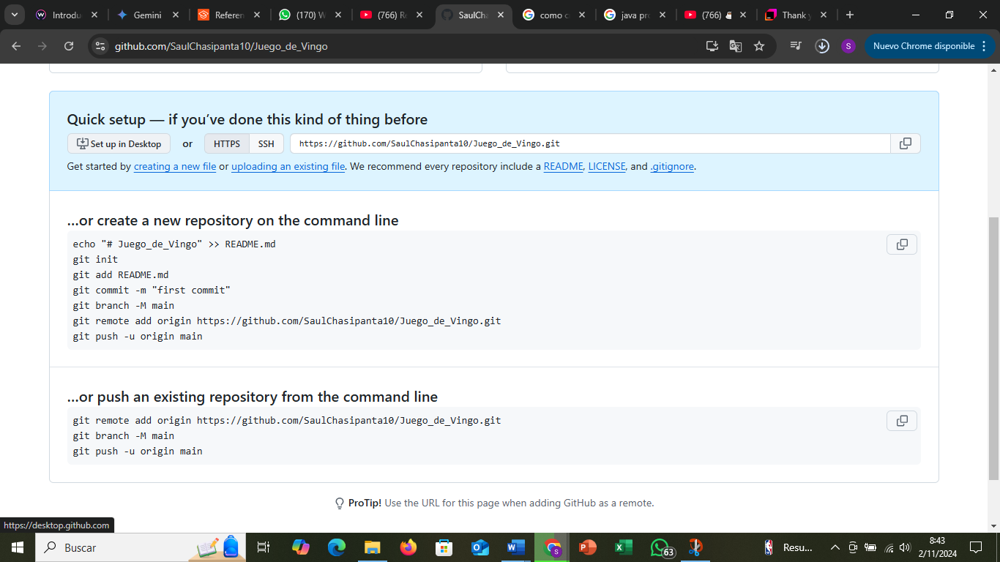 Introdu
Gemini
Referen
(170) W
(766) R
SaulCha
como c
java pr
(766)
Thank y
github.com/SaulChasipanta10/Juego_de_Vingo
S
Nuevo Chrome disponible
Quick setup — if you’ve done this kind of thing before
Set up in Desktop or HTTPS SSH https://github.com/SaulChasipanta10/Juego_de_Vingo.git
Get started by creating a new file or uploading an existing file. We recommend every repository include a README, LICENSE, and .gitignore.
…or create a new repository on the command line
echo "# Juego_de_Vingo" >> README.md
git init
git add README.md
git commit -m "first commit"
git branch -M main
git remote add origin https://github.com/SaulChasipanta10/Juego_de_Vingo.git
git push -u origin main
…or push an existing repository from the command line
git remote add origin https://github.com/SaulChasipanta10/Juego_de_Vingo.git
git branch -M main
git push -u origin main
ProTip! Use the URL for this page when adding GitHub as a remote.
https://desktop.github.com
Buscar
63
Resu...
8:43
2/11/2024